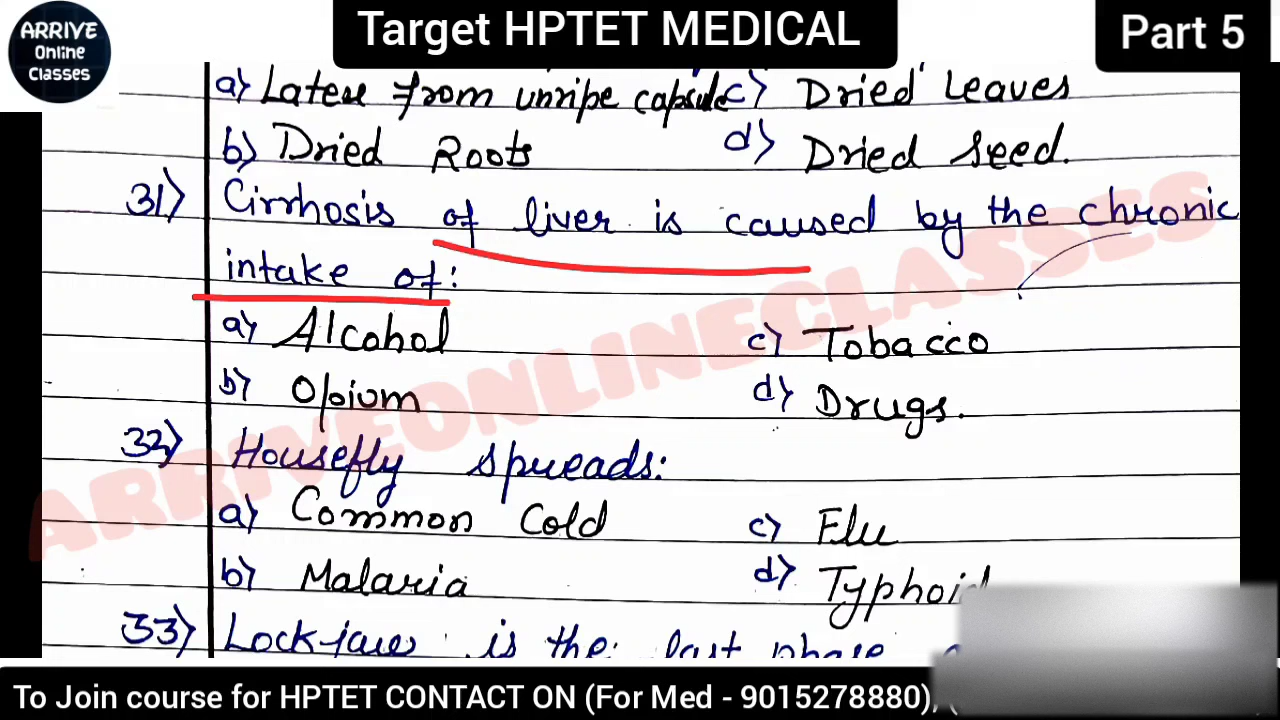 ARRIVE
Online
Classes
Target HPTET MEDICAL
Part 5
a) Latex from unripe capsule c) Dried Leaves
b) Dried Roots d) Dried seed.
31) Cirrhosis of liver is caused by the chronic
intake of:
a) Alcohol c) Tobacco
b) Opium d) Drugs.
32) Housefly spreads:
a) Common Cold c) Flu
b) Malaria d) Typhoid
33) Lock-jaw is the last phase
ARRIVEONLINECLASSES
To Join course for HPTET CONTACT ON (For Med - 9015278880), (